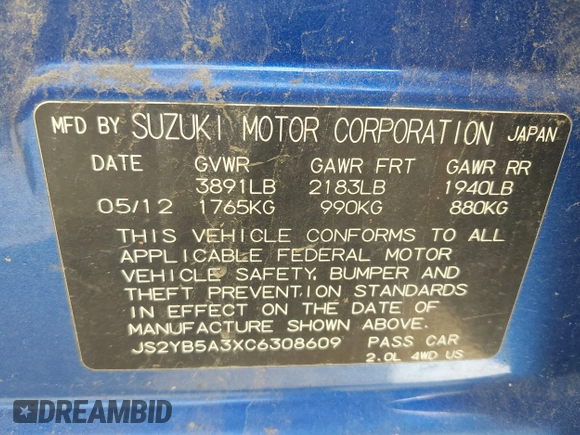 MFD BY SUZUKI MOTOR CORPORATION JAPAN
DATE GVWR GAWR FRT GAWR RR
3891LB 2183LB 1940LB
05/12 1765KG 990KG 880KG
THIS VEHICLE CONFORMS TO ALL
APPLICABLE FEDERAL MOTOR
VEHICLE SAFETY, BUMPER AND
THEFT PREVENTION STANDARDS
IN EFFECT ON THE DATE OF
MANUFACTURE SHOWN ABOVE.
JS2YB5A3XC6308609 PASS CAR
2.0L 4WD US
DREAMBID